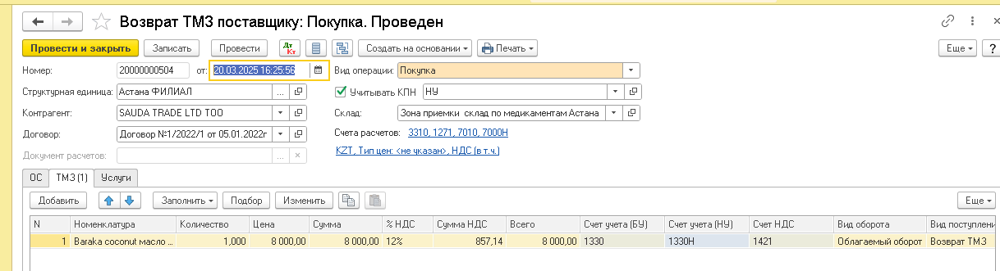 Возврат ТМЗ поставщику: Покупка. Проведен
Провести и закрыть Записать Провести Дт Кт Создать на основании Печать Еще ?
Номер: 20000000504 от: 20.03.2025 16:25:56 Вид операции: Покупка
Структурная единица: Астана ФИЛИАЛ ... Учитывать КПН НУ
Контрагент: SAUDA TRADE LTD ТОО Склад: Зона приемки склад по медикаментам Астана
Договор: Договор №1/2022/1 от 05.01.2022г Счета расчетов: 3310, 1271, 7010, 7000Н
Документ расчетов: ... × KZT, Тип цен: <не указан>, НДС (в т.ч.)
ОС ТМЗ (1) Услуги
Добавить Заполнить Подбор Изменить Еще
N Номенклатура Количество Цена Сумма % НДС Сумма НДС Всего Счет учета (БУ) Счет учета (НУ) Счет НДС Вид оборота Вид поступлени
1 Baraka coconut масло ... 1,000 8 000,00 8 000,00 12% 857,14 8 000,00 1330 1330Н 1421 Облагаемый оборот Возврат ТМЗ